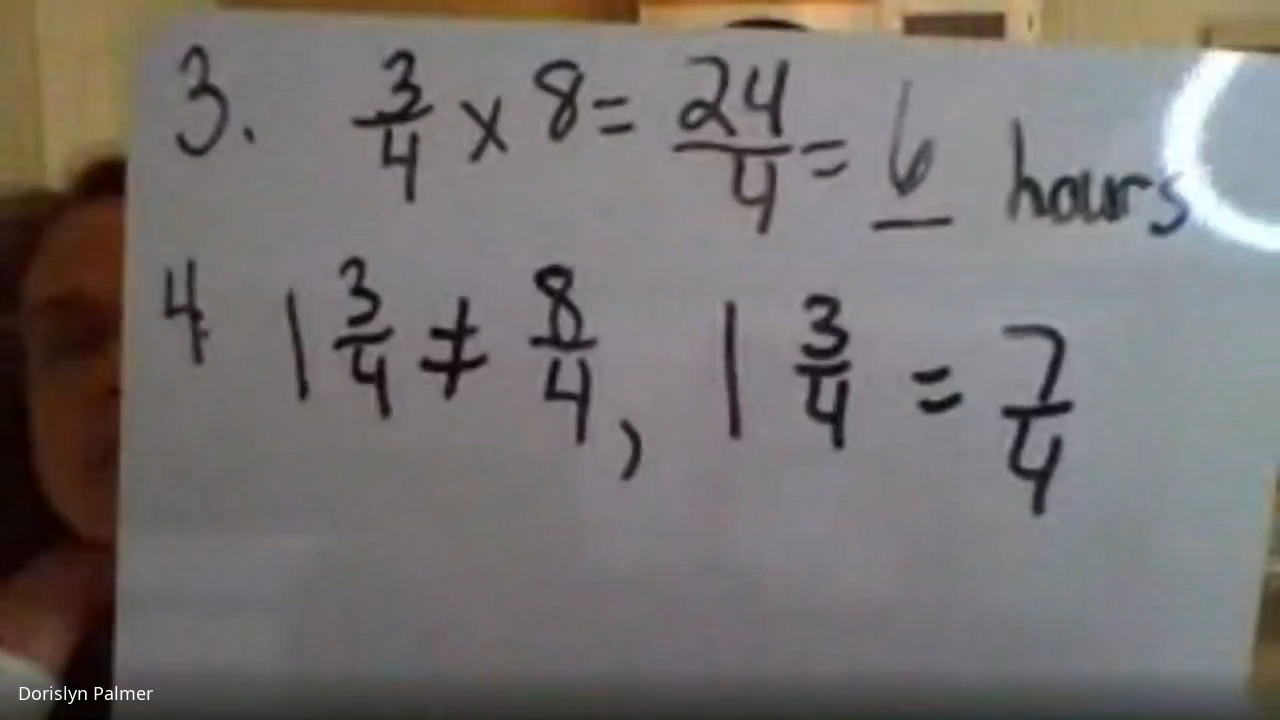 3. 3/4 x 8 = 24/4 = 6 hours
4. 1 3/4 ≠ 8/4, 1 3/4 = 7/4
Dorislyn Palmer